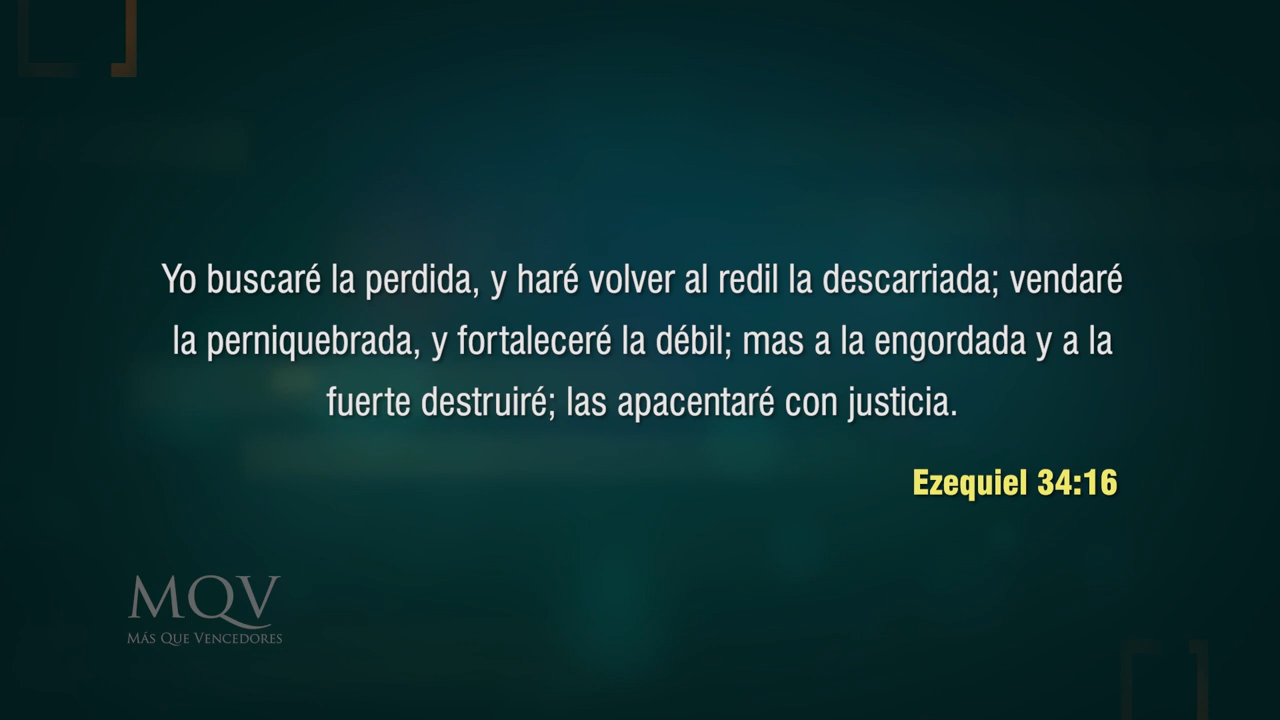 Yo buscaré la perdida, y haré volver al redil la descarriada; vendaré
la perniquebrada, y fortaleceré la débil; mas a la engordada y a la
fuerte destruiré; las apacentaré con justicia.
Ezequiel 34:16
MQV
MÁS QUE VENCEDORES